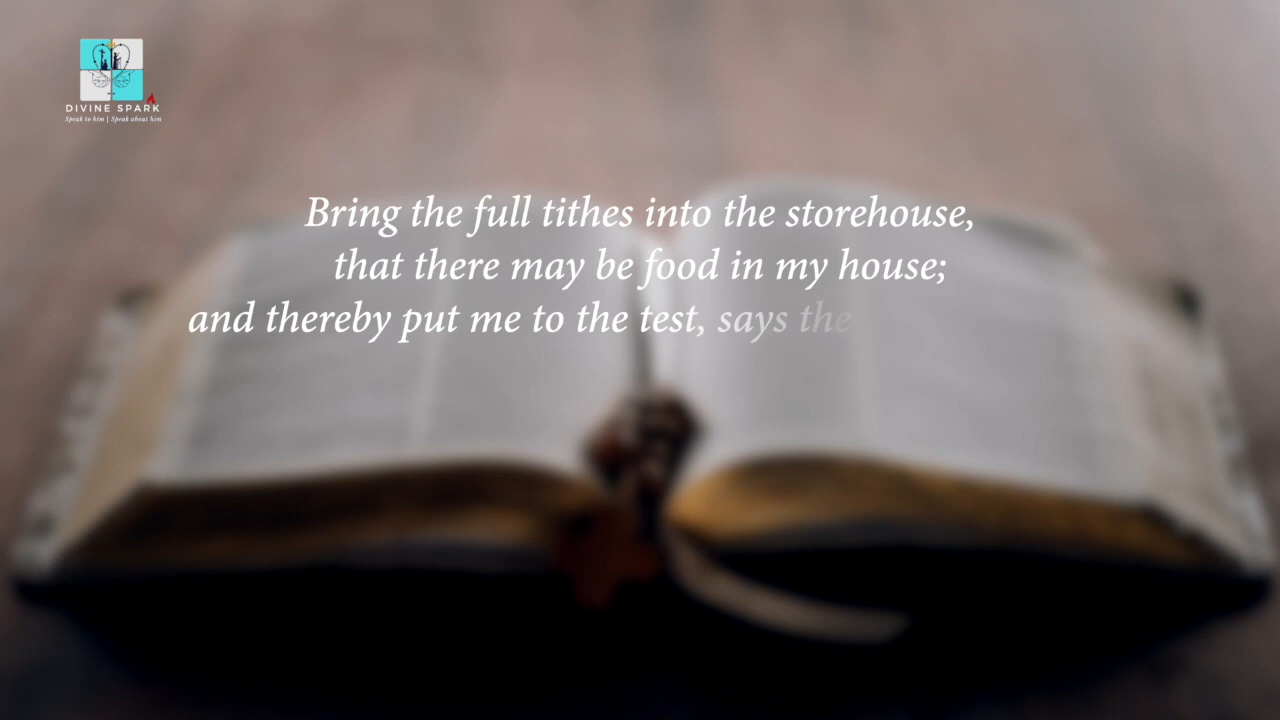 DIVINE SPARK
Speak to him | Speak about him
Bring the full tithes into the storehouse,
that there may be food in my house;
and thereby put me to the test, says the